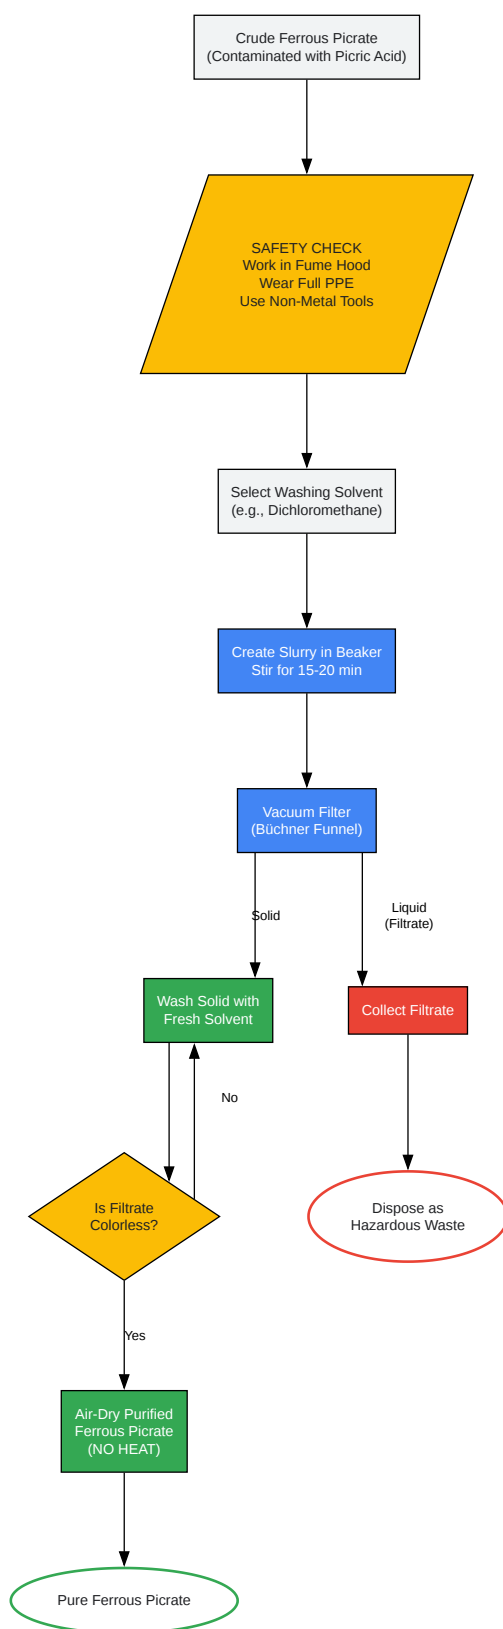 Crude Ferrous Picrate
(Contaminated with Picric Acid)
SAFETY CHECK
Work in Fume Hood
Wear Full PPE
Use Non-Metal Tools
Select Washing Solvent
(e.g., Dichloromethane)
Create Slurry in Beaker
Stir for 15-20 min
Vacuum Filter
(Büchner Funnel)
Solid
Liquid
(Filtrate)
Wash Solid with
Fresh Solvent
Collect Filtrate
No
Is Filtrate
Colorless?
Dispose as
Hazardous Waste
Yes
Air-Dry Purified
Ferrous Picrate
(NO HEAT)
Pure Ferrous Picrate